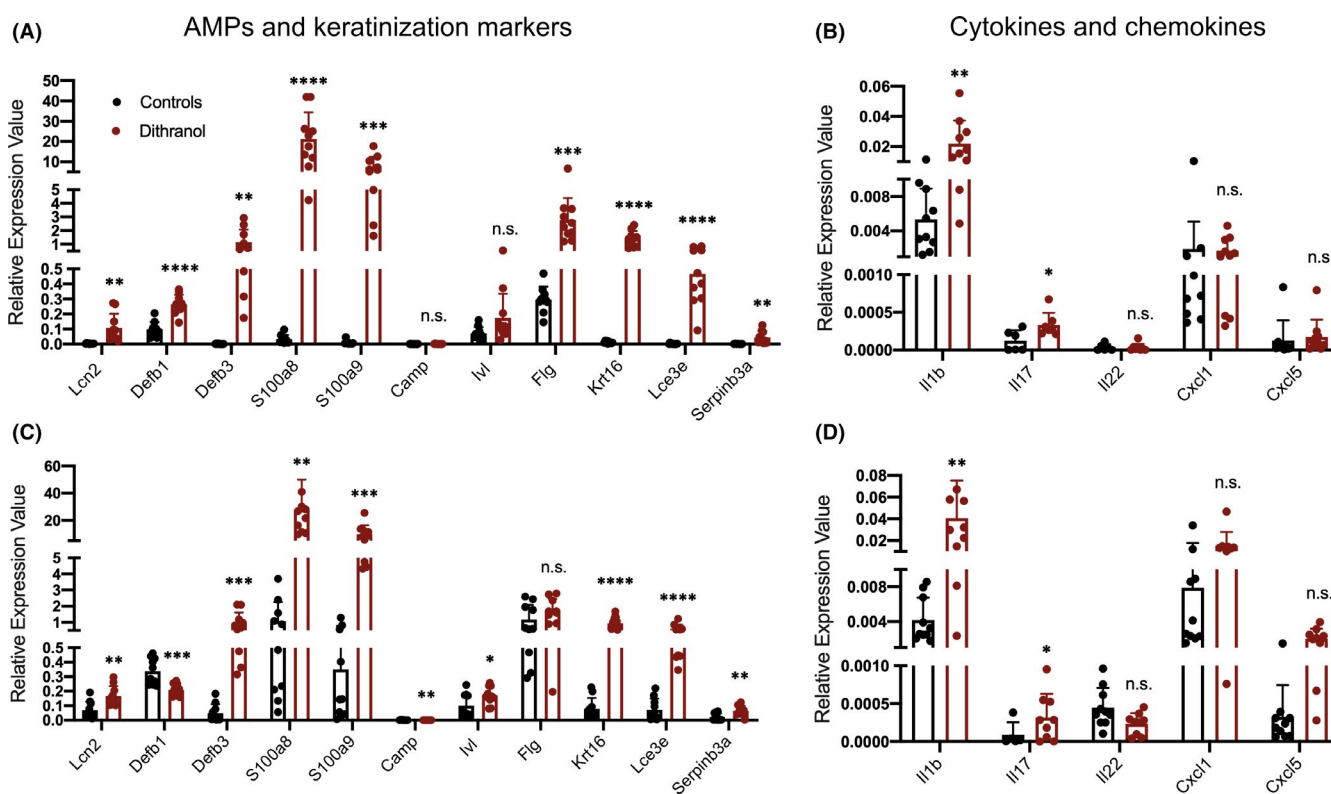 AMPs and keratinization markers
Cytokines and chemokines
(A)
Relative Expression Value
50
40
30
20
10
5
4
3
2
1
0.5
0.4
0.3
0.2
0.1
0.0
Controls
Dithranol
** **** ** **** *** n.s. n.s. *** **** **** **
Lcn2 Defb1 Defb3 S100a8 S100a9 Camp Ivl Flg Krt16 Lce3e Serpinb3a
(B)
Relative Expression Value
0.06
0.04
0.02
0.008
0.004
0.0010
0.0005
0.0000
** * n.s. n.s. n.s
Il1b Il17 Il22 Cxcl1 Cxcl5
(C)
Relative Expression Value
60
40
20
5
4
3
2
1
0.5
0.4
0.3
0.2
0.1
0.0
** *** *** ** *** ** * n.s. **** **** **
Lcn2 Defb1 Defb3 S100a8 S100a9 Camp Ivl Flg Krt16 Lce3e Serpinb3a
(D)
Relative Expression Value
0.08
0.06
0.04
0.02
0.008
0.004
0.0010
0.0005
0.0000
** * n.s. n.s. n.s.
Il1b Il17 Il22 Cxcl1 Cxcl5